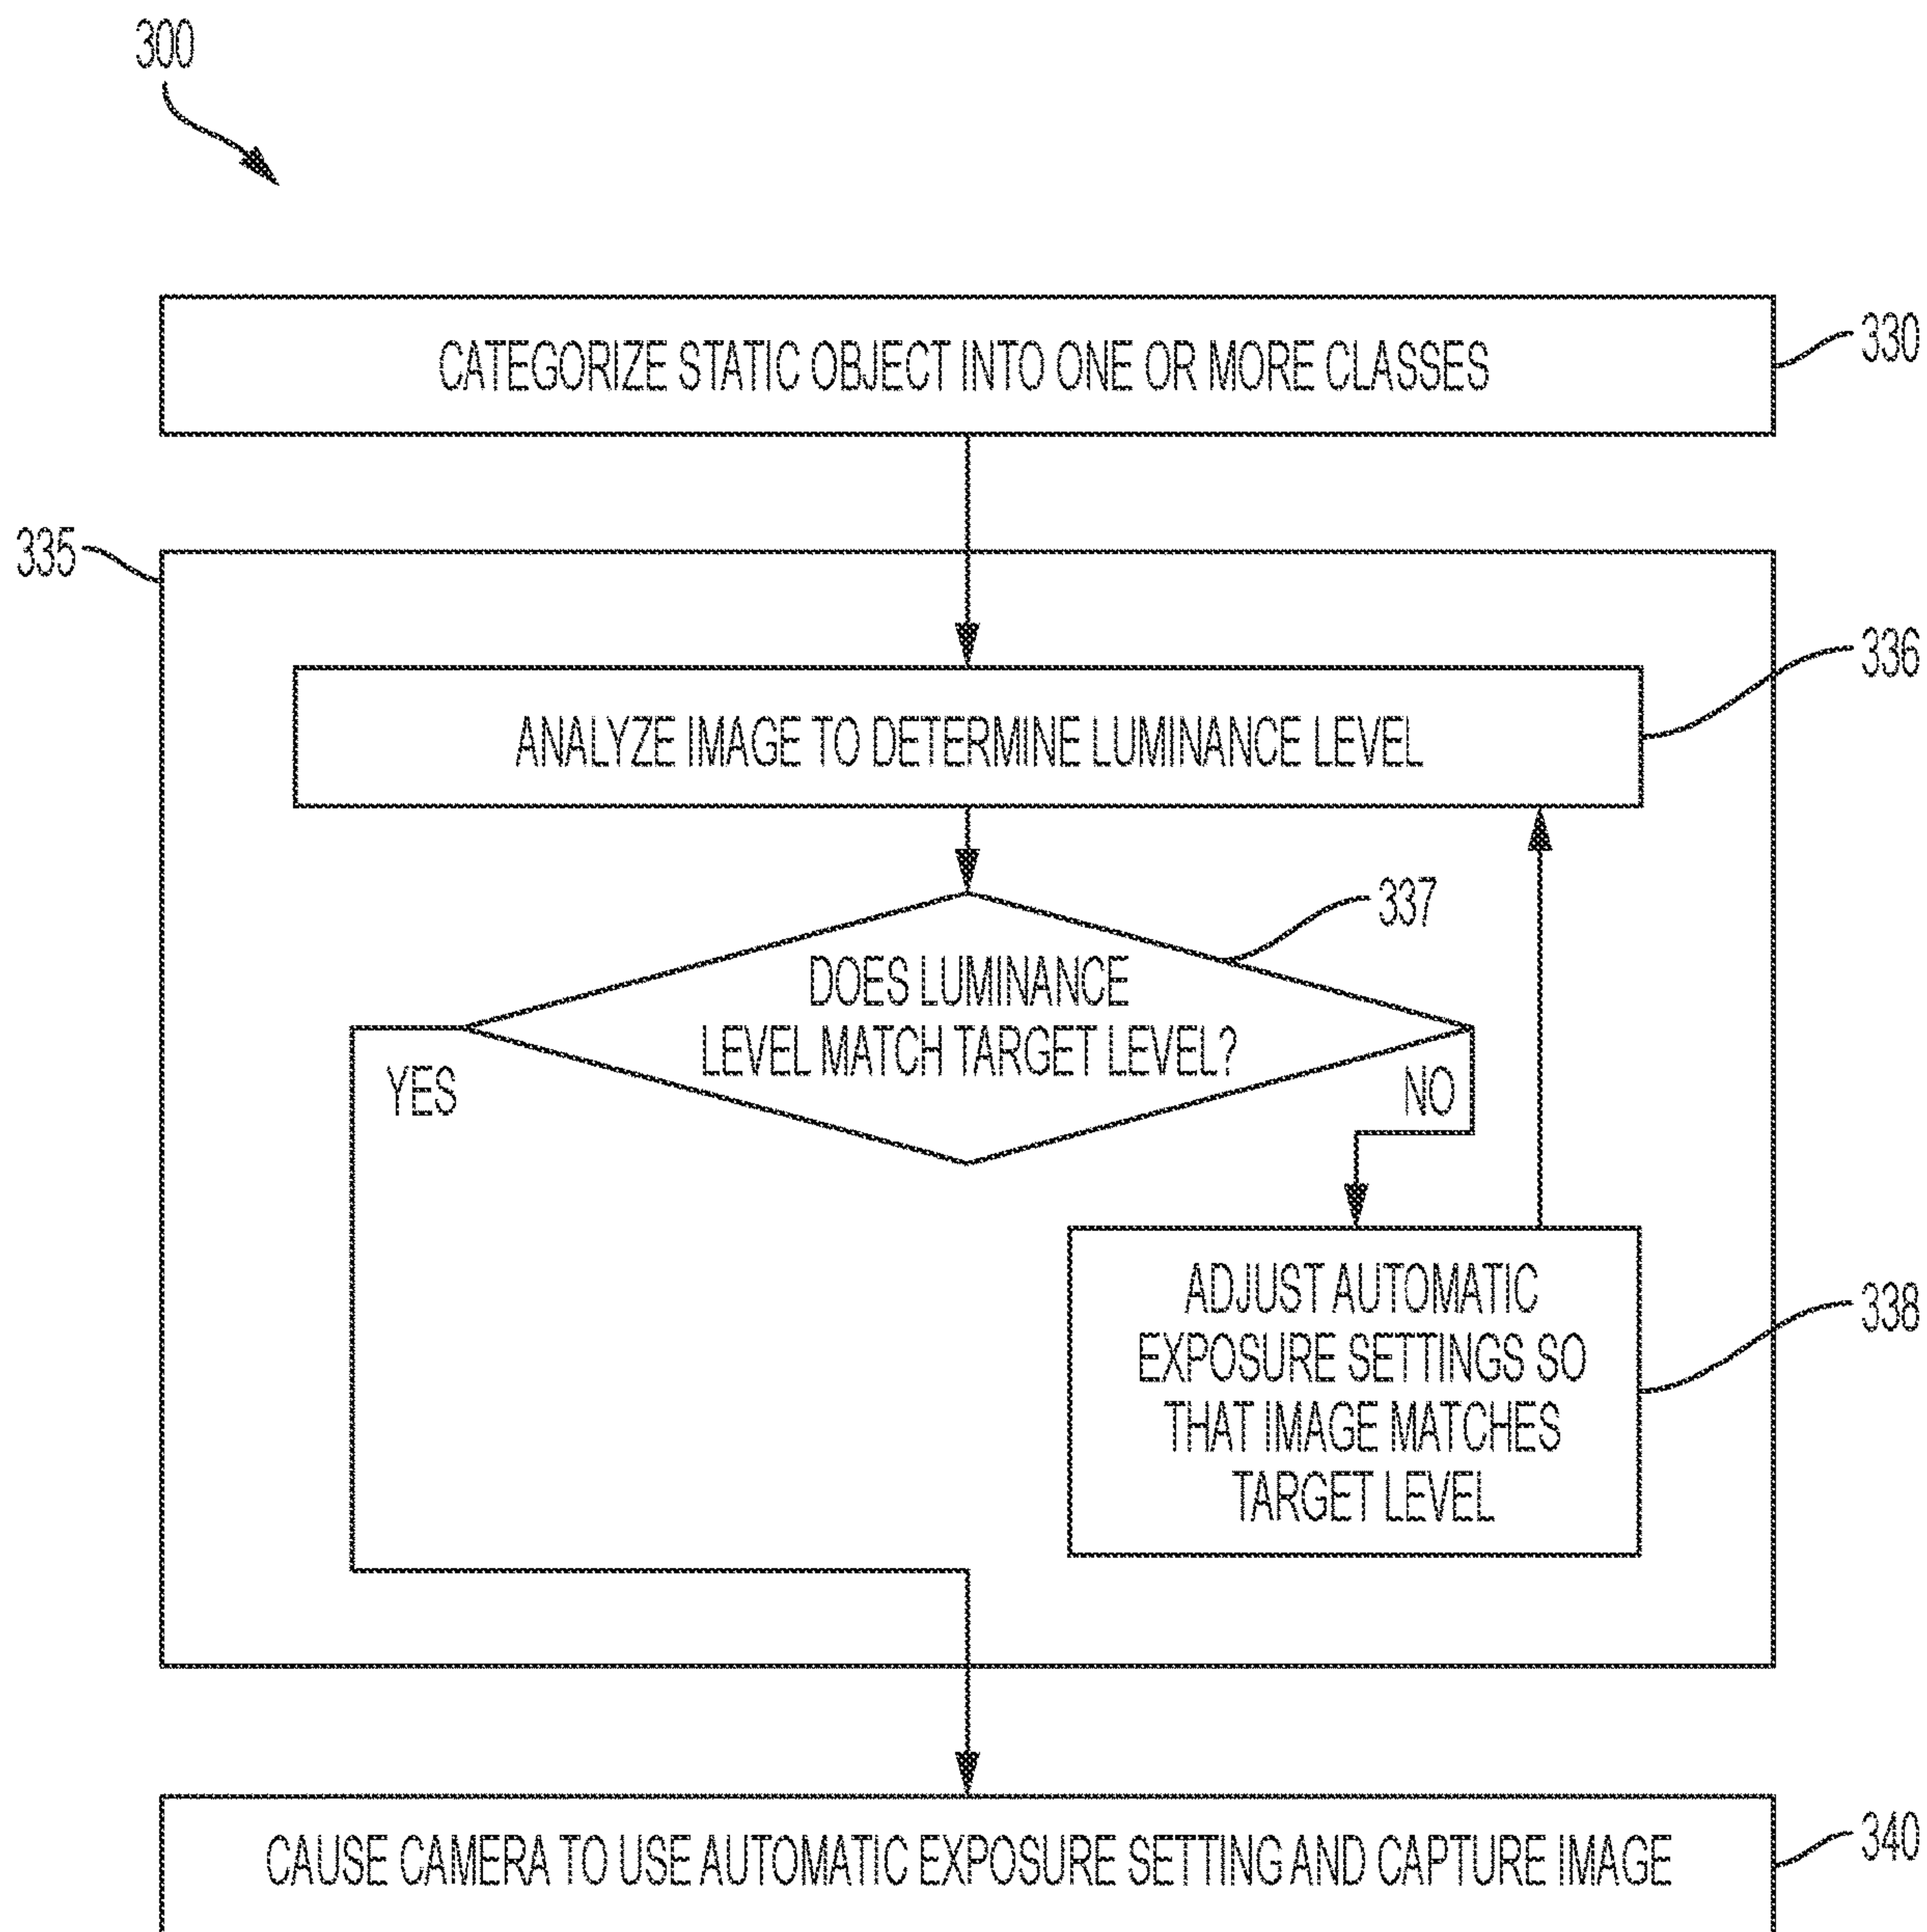 300
CATEGORIZE STATIC OBJECT INTO ONE OR MORE CLASSES
330
335
336
ANALYZE IMAGE TO DETERMINE LUMINANCE LEVEL
337
DOES LUMINANCE
LEVEL MATCH TARGET LEVEL?
YES
NO
ADJUST AUTOMATIC
EXPOSURE SETTINGS SO
THAT IMAGE MATCHES
TARGET LEVEL
338
CAUSE CAMERA TO USE AUTOMATIC EXPOSURE SETTING AND CAPTURE IMAGE
340